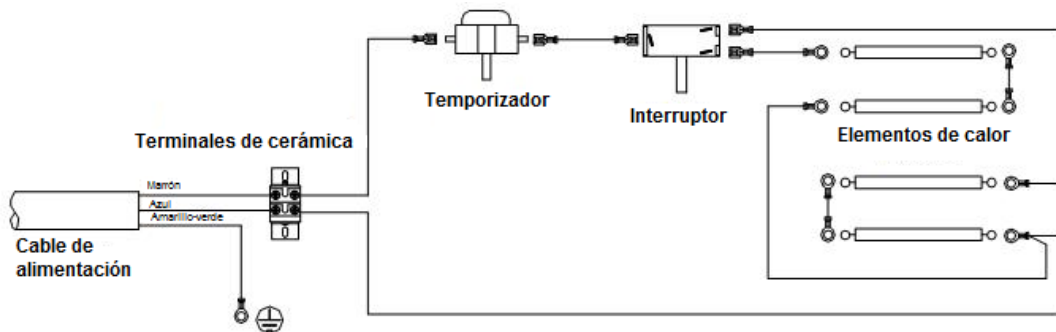 Temporizador
Interruptor
Elementos de calor
Terminales de cerámica
Marrón
Azul
Amarillo-verde
Cable de
alimentación